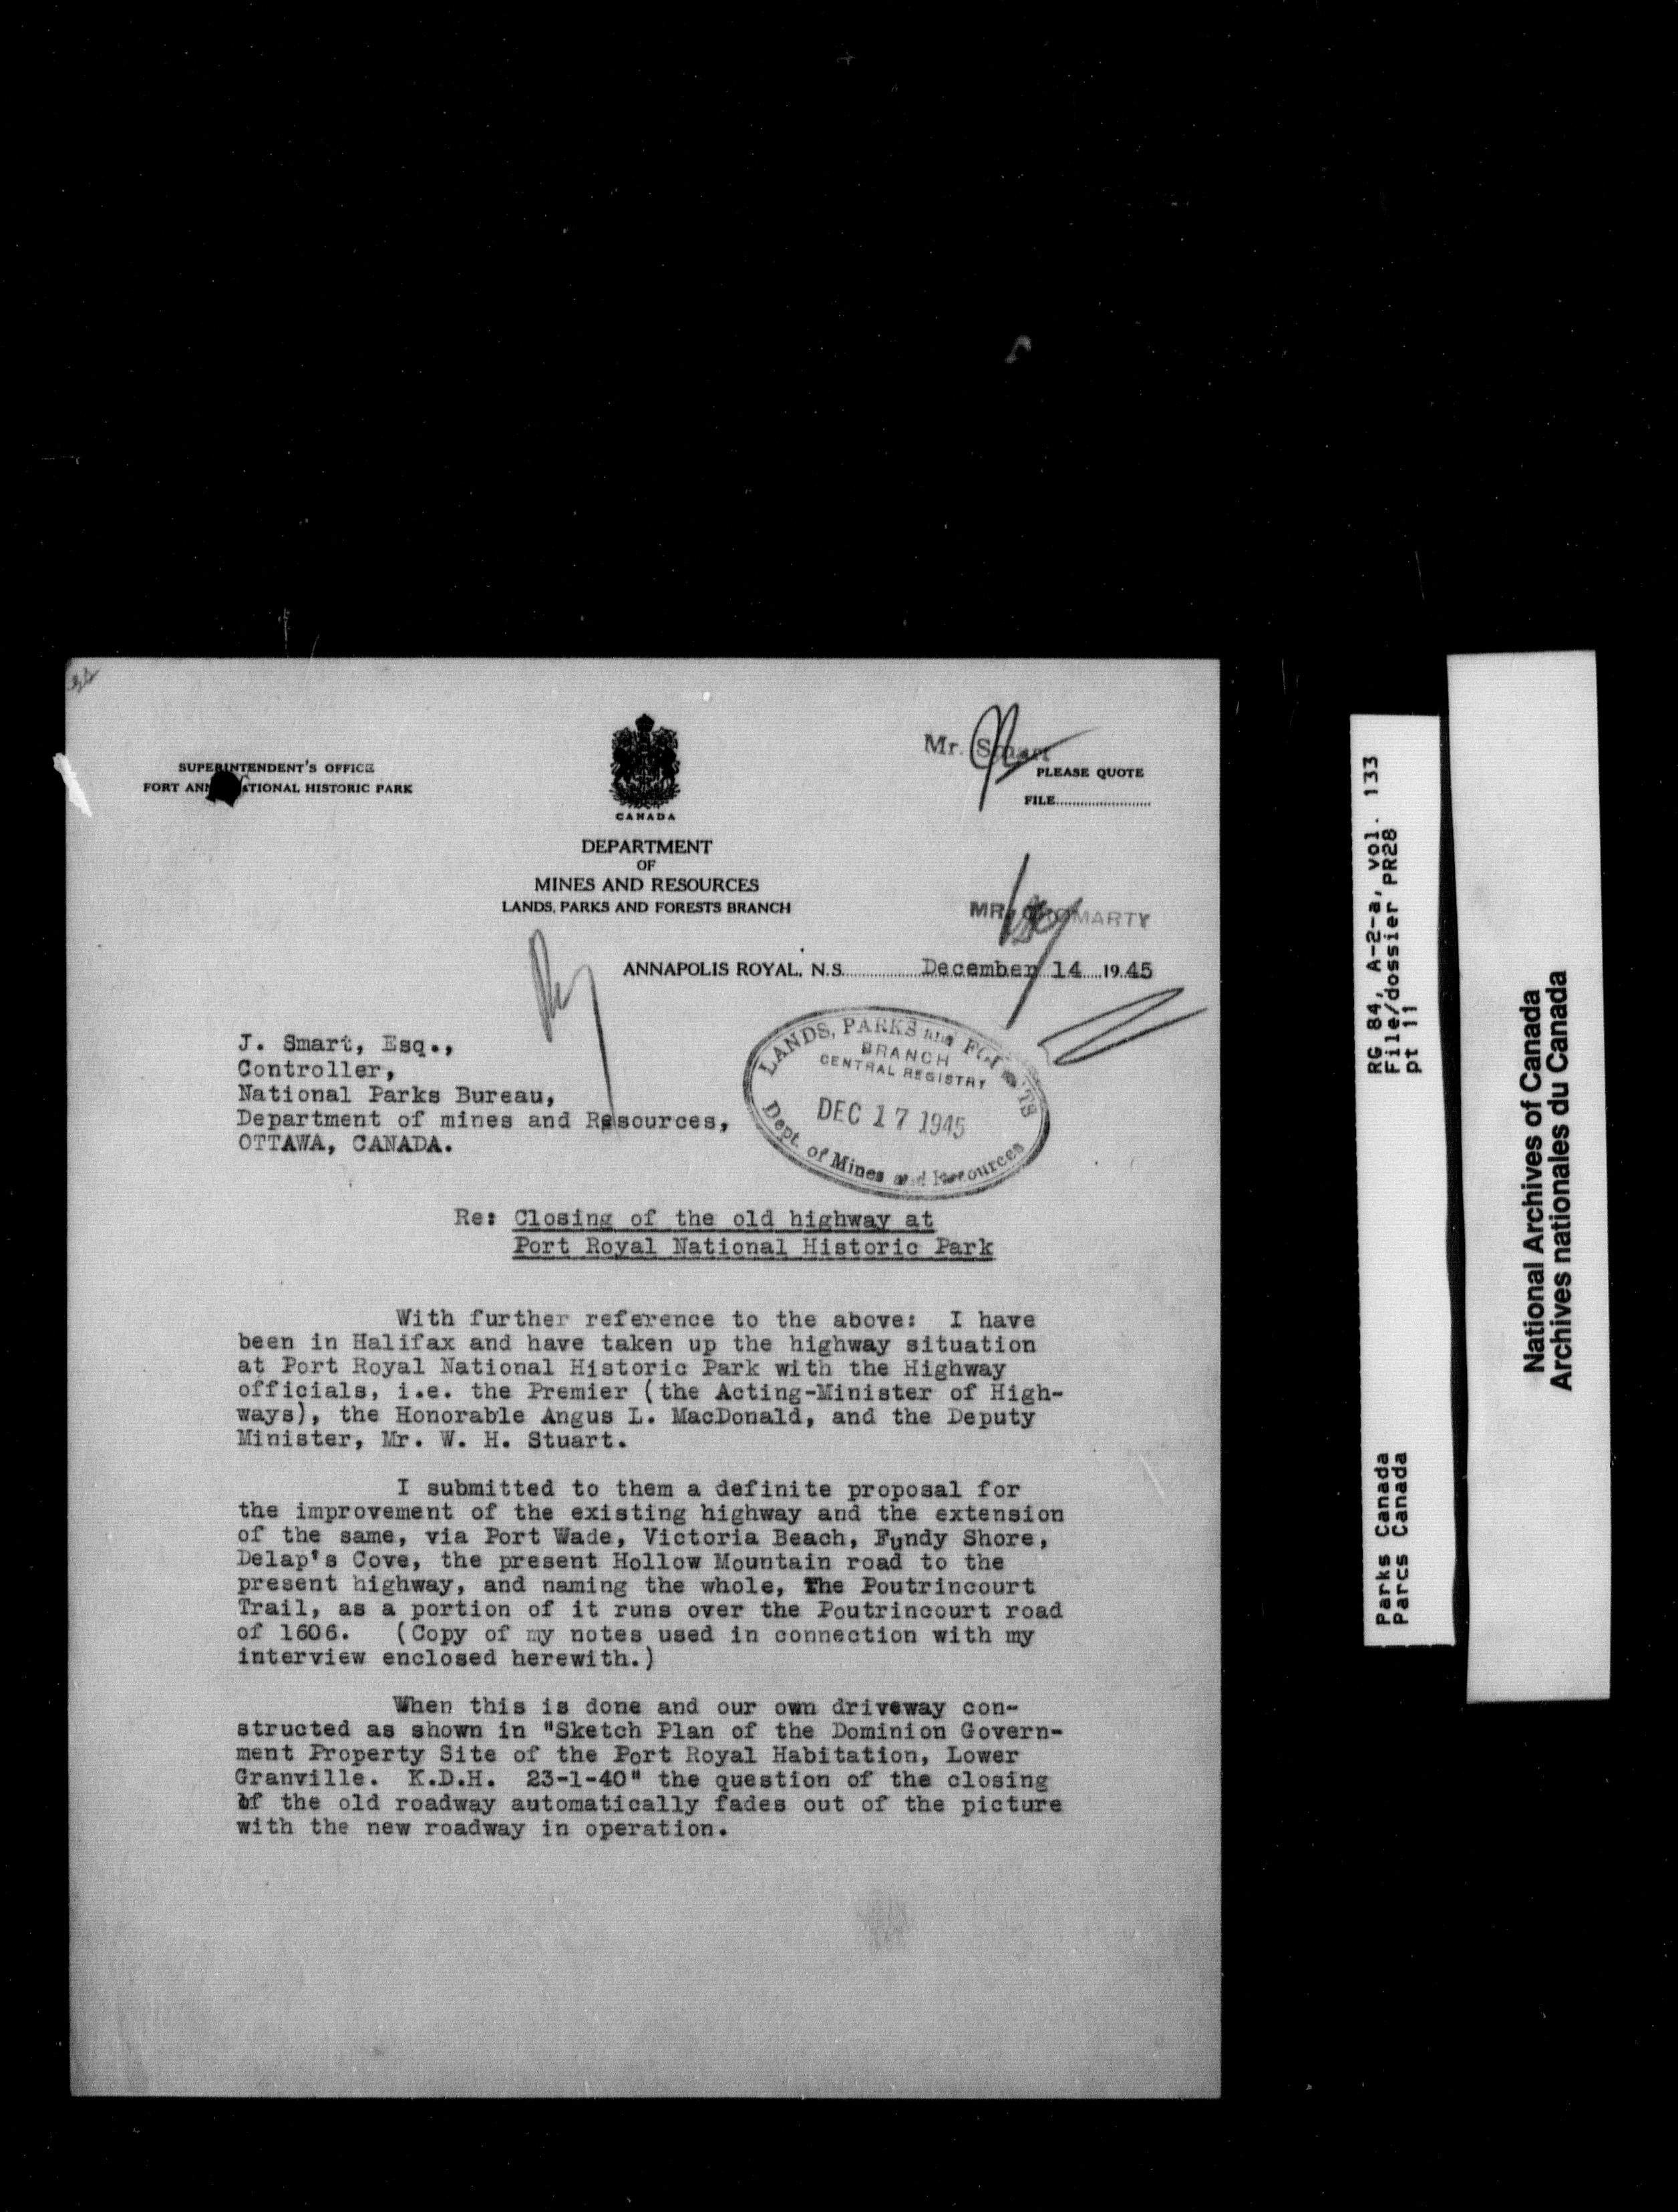 Mr. Smart
SUPERINTENDENT'S OFFICE
FORT ANN NATIONAL HISTORIC PARK
PLEASE QUOTE
FILE
CANADA
DEPARTMENT
OF
MINES AND RESOURCES
LANDS, PARKS AND FORESTS BRANCH
MR. CROMARTY
ANNAPOLIS ROYAL, N.S. December 14 1945
J. Smart, Esq.,
Controller,
National Parks Bureau,
Department of mines and Resources,
OTTAWA, CANADA.
LANDS, PARKS and FORESTS
BRANCH
CENTRAL REGISTRY
DEC 17 1945
Dept. of Mines and Resources
Re: Closing of the old highway at
Port Royal National Historic Park
With further reference to the above: I have
been in Halifax and have taken up the highway situation
at Port Royal National Historic Park with the Highway
officials, i.e. the Premier (the Acting-Minister of High-
ways), the Honorable Angus L. MacDonald, and the Deputy
Minister, Mr. W. H. Stuart.
I submitted to them a definite proposal for
the improvement of the existing highway and the extension
of the same, via Port Wade, Victoria Beach, Fundy Shore,
Delap's Cove, the present Hollow Mountain road to the
present highway, and naming the whole, The Poutrincourt
Trail, as a portion of it runs over the Poutrincourt road
of 1606. (Copy of my notes used in connection with my
interview enclosed herewith.)
When this is done and our own driveway con-
structed as shown in "Sketch Plan of the Dominion Govern-
ment Property Site of the Port Royal Habitation, Lower
Granville. K.D.H. 23-1-40" the question of the closing
of the old roadway automatically fades out of the picture
with the new roadway in operation.
RG 84, A-2-a, vol. 133
File/dossier PR28
pt 11
Parks Canada
Parcs Canada
National Archives of Canada
Archives nationales du Canada